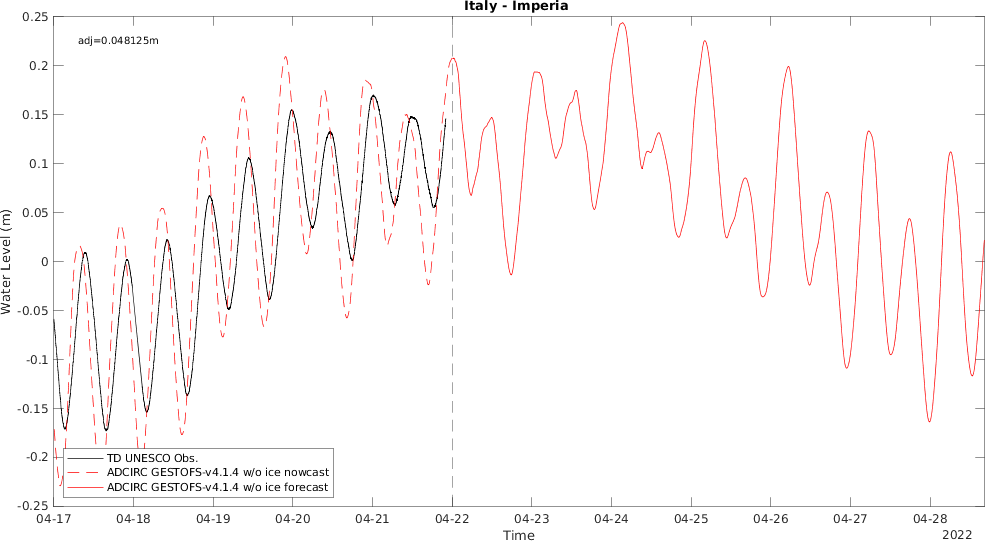 Italy - Imperia
adj=0.048125m
Water Level (m)
0.25
0.2
0.15
0.1
0.05
0
-0.05
-0.1
-0.15
-0.2
-0.25
TD UNESCO Obs.
ADCIRC GESTOFS-v4.1.4 w/o ice nowcast
ADCIRC GESTOFS-v4.1.4 w/o ice forecast
04-17 04-18 04-19 04-20 04-21 04-22 04-23 04-24 04-25 04-26 04-27 04-28
Time
2022